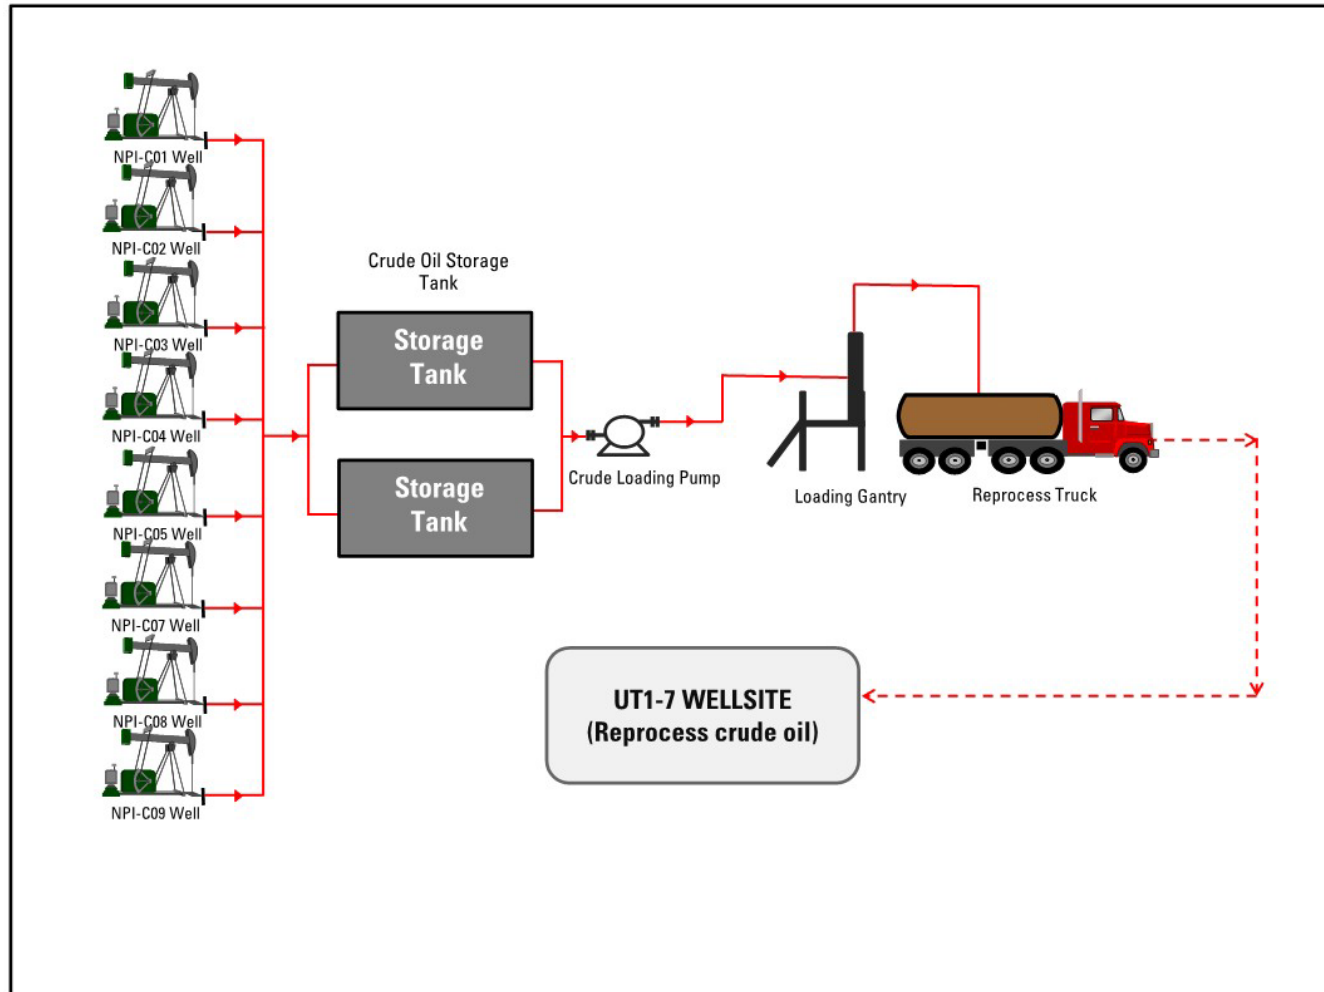 NPI-C01 Well
NPI-C02 Well
NPI-C03 Well
NPI-C04 Well
NPI-C05 Well
NPI-C07 Well
NPI-C08 Well
NPI-C09 Well
Crude Oil Storage
Tank
Storage
Tank
Storage
Tank
Crude Loading Pump
Loading Gantry
Reprocess Truck
UT1-7 WELLSITE
(Reprocess crude oil)